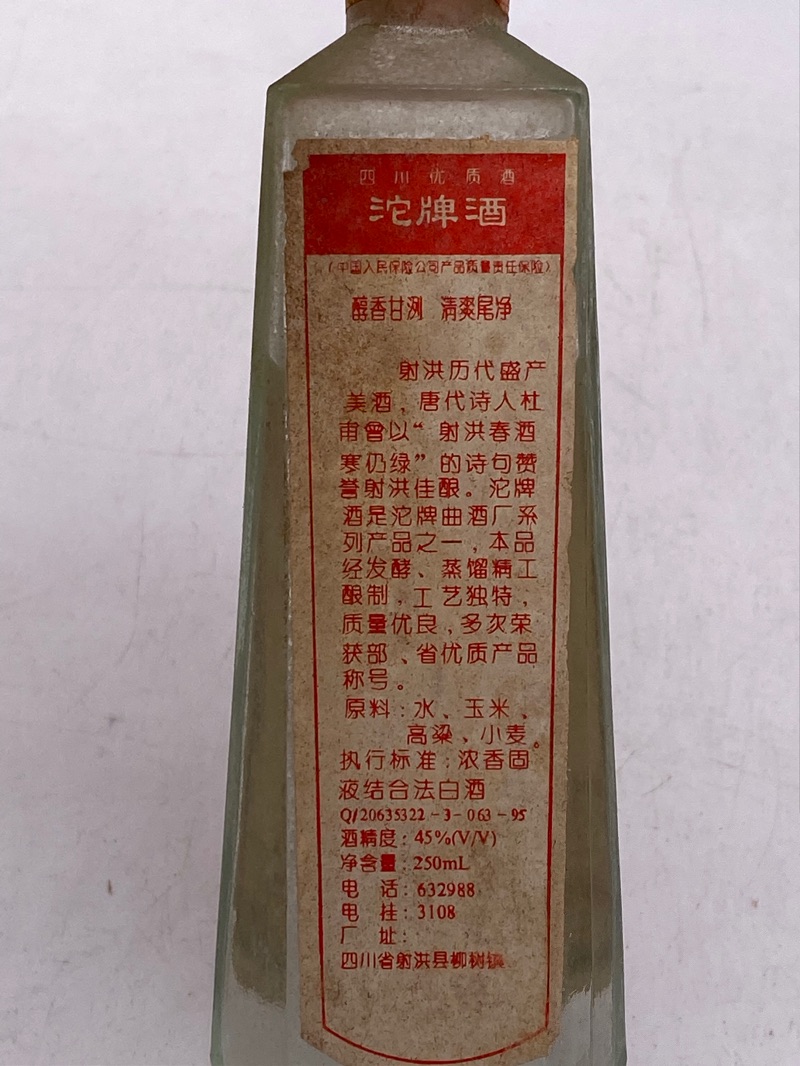 四川优质酒
沱牌酒
(中国人民保险公司产品质量责任保险)
醇香甘洌 清爽尾净
射洪历代盛产
美酒，唐代诗人杜
甫曾以“射洪春酒
寒仍绿”的诗句赞
誉射洪佳酿。沱牌
酒是沱牌曲酒厂系
列产品之一，本品
经发酵、蒸馏精工
酿制，工艺独特，
质量优良，多次荣
获部、省优质产品
称号。
原料：水、玉米、
高粱、小麦。
执行标准：浓香固
液结合法白酒
Q/20635322-3-063-95
酒精度：45%(V/V)
净含量：250mL
电 话：632988
电 挂：3108
厂 址：
四川省射洪县柳树镇